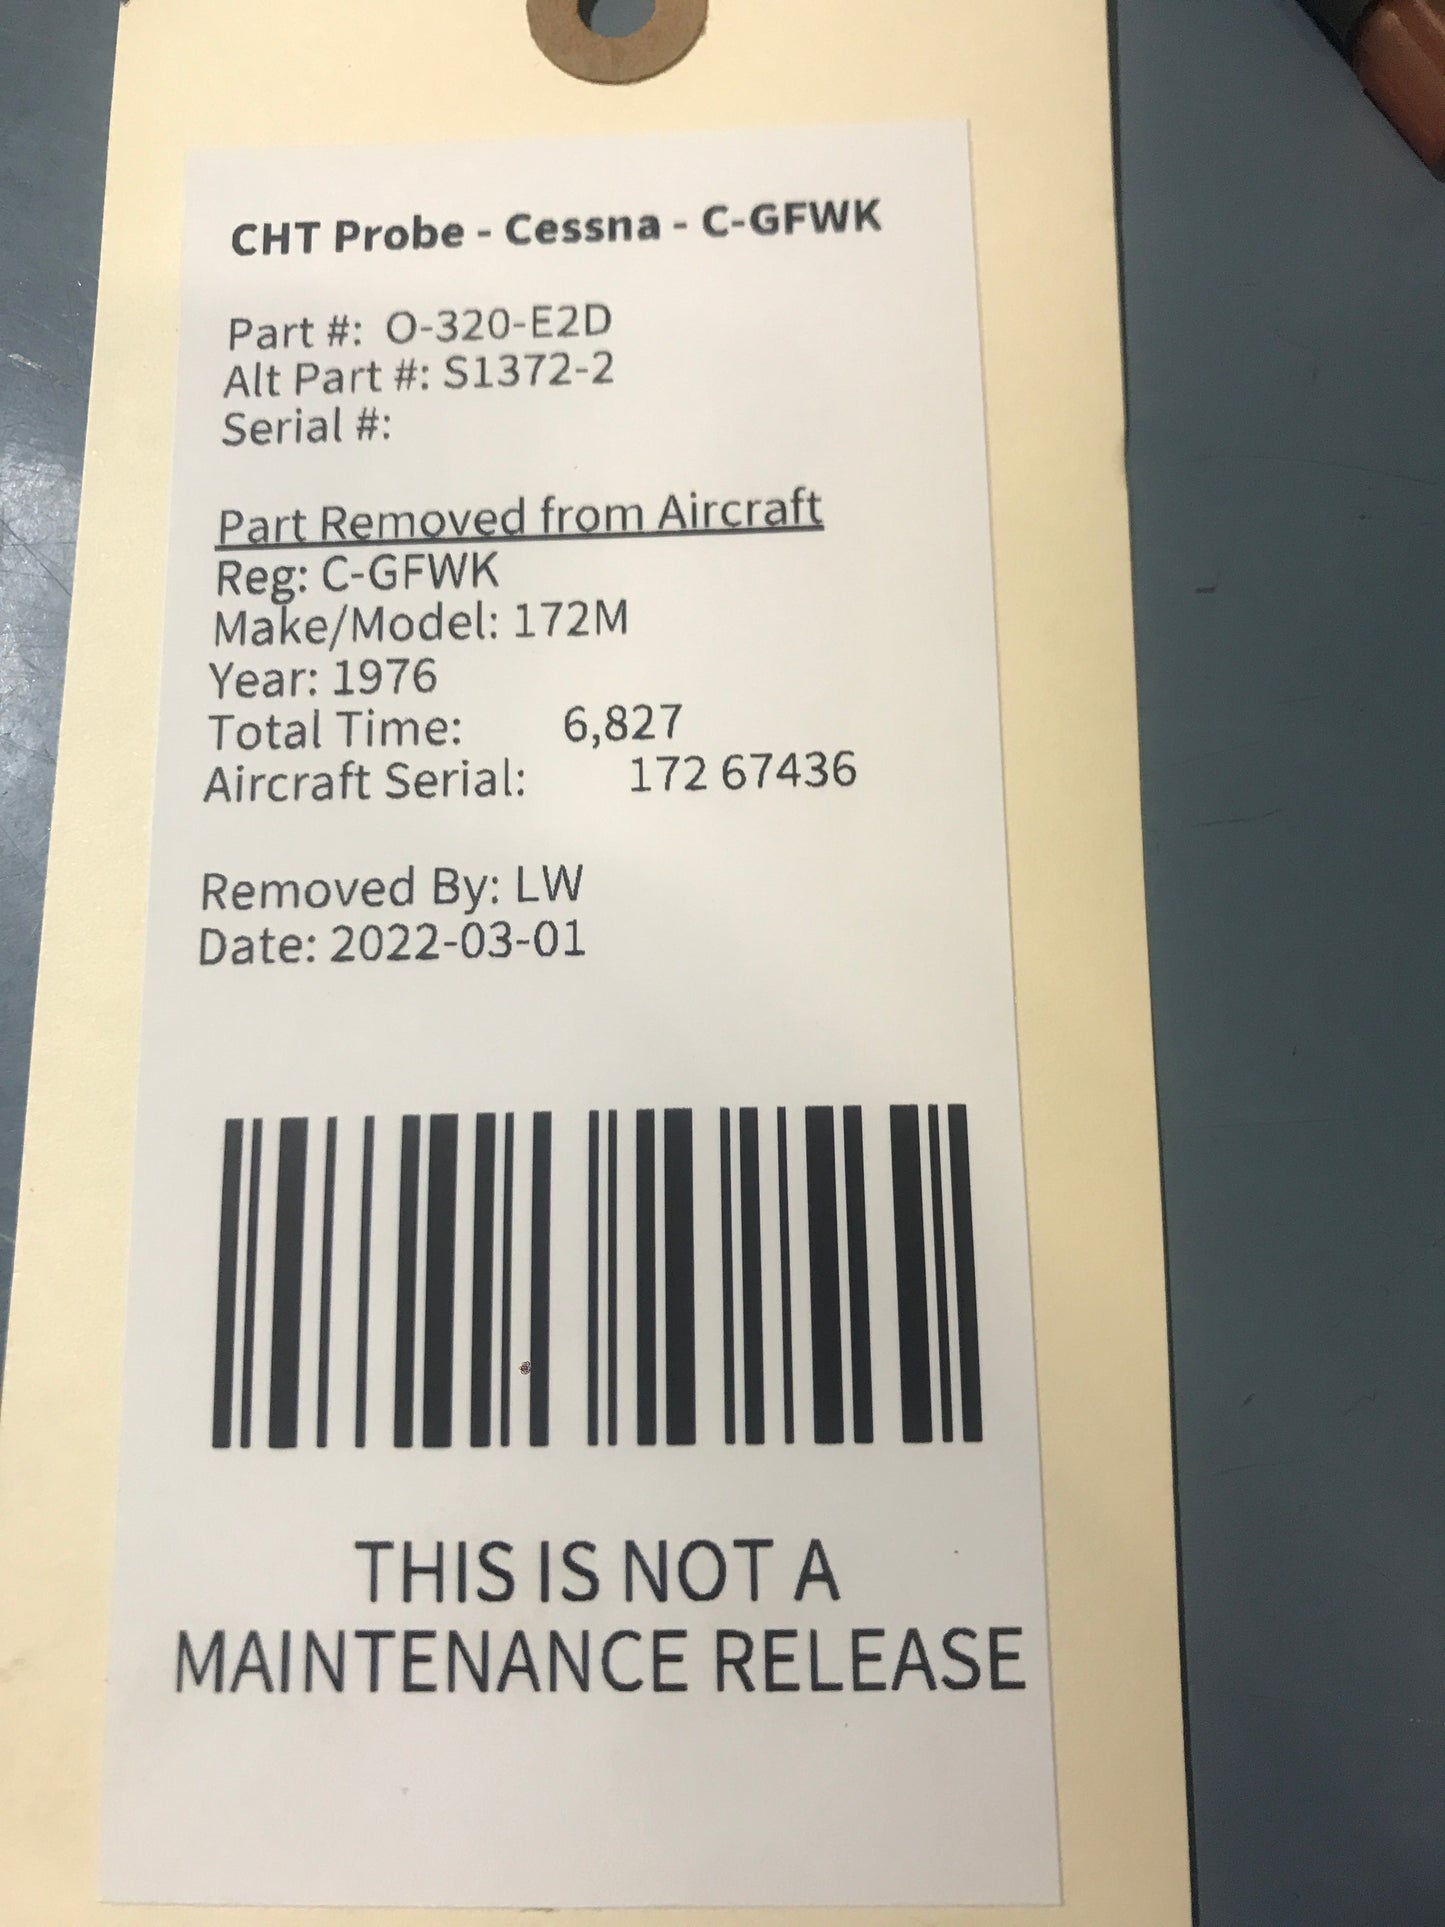 CHT Probe - Cessna - C-GFWK
Part #: O-320-E2D
Alt Part #: S1372-2
Serial #:
Part Removed from Aircraft
Reg: C-GFWK
Make/Model: 172M
Year: 1976
Total Time: 6,827
Aircraft Serial: 172 67436
Removed By: LW
Date: 2022-03-01
THIS IS NOT A
MAINTENANCE RELEASE